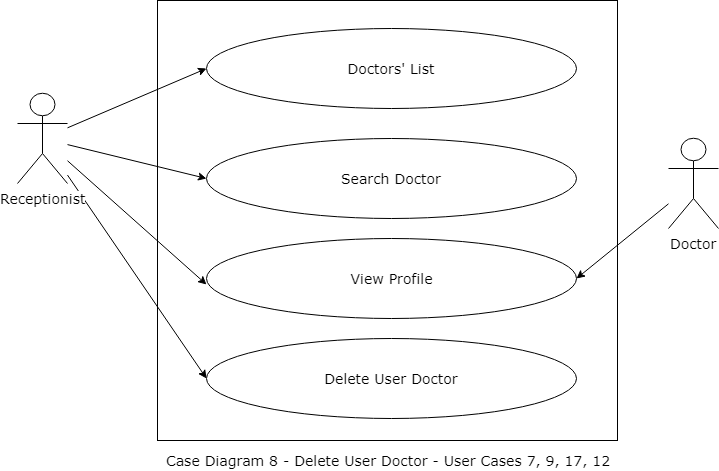 Doctors' List
Search Doctor
Receptionist
Doctor
View Profile
Delete User Doctor
Case Diagram 8 - Delete User Doctor - User Cases 7, 9, 17, 12